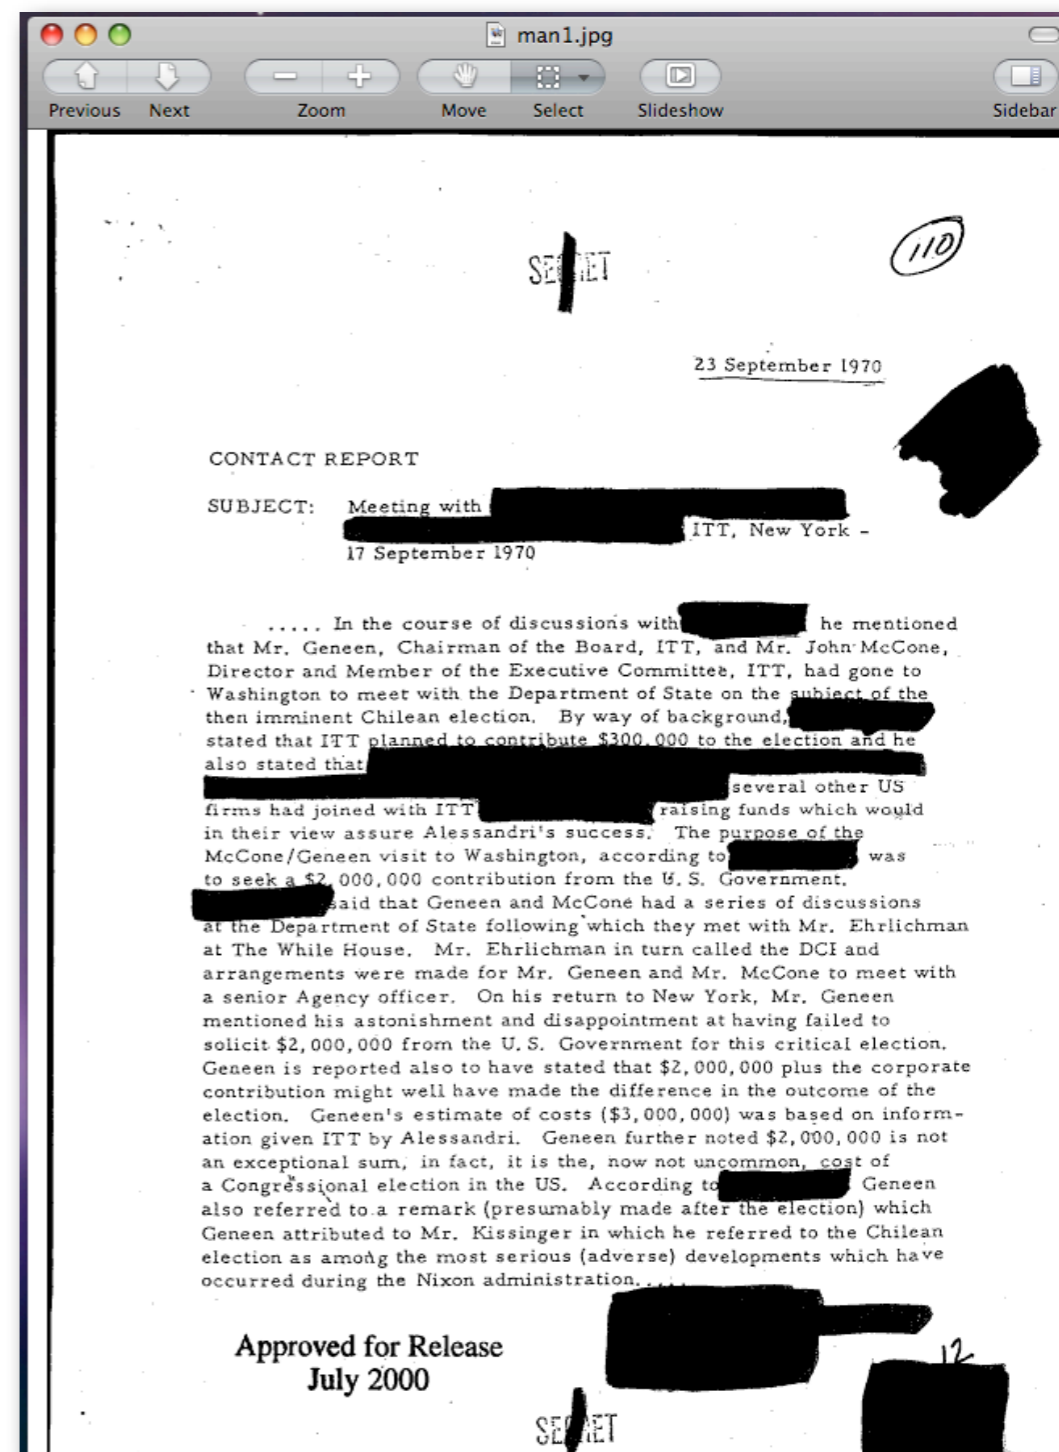 man1.jpg
Previous Next Zoom Move Select Slideshow Sidebar
110
23 September 1970
CONTACT REPORT
SUBJECT: Meeting with
ITT, New York -
17 September 1970
..... In the course of discussions with he mentioned
that Mr. Geneen, Chairman of the Board, ITT, and Mr. John McCone,
Director and Member of the Executive Committee, ITT, had gone to
Washington to meet with the Department of State on the subject of the
then imminent Chilean election. By way of background,
stated that ITT planned to contribute $300,000 to the election and he
also stated that
several other US
firms had joined with ITT raising funds which would
in their view assure Alessandri's success. The purpose of the
McCone/Geneen visit to Washington, according to was
to seek a $2,000,000 contribution from the U.S. Government.
said that Geneen and McCone had a series of discussions
at the Department of State following which they met with Mr. Ehrlichman
at The While House. Mr. Ehrlichman in turn called the DCI and
arrangements were made for Mr. Geneen and Mr. McCone to meet with
a senior Agency officer. On his return to New York, Mr. Geneen
mentioned his astonishment and disappointment at having failed to
solicit $2,000,000 from the U.S. Government for this critical election.
Geneen is reported also to have stated that $2,000,000 plus the corporate
contribution might well have made the difference in the outcome of the
election. Geneen's estimate of costs ($3,000,000) was based on inform-
ation given ITT by Alessandri. Geneen further noted $2,000,000 is not
an exceptional sum, in fact, it is the, now not uncommon, cost of
a Congressional election in the US. According to Geneen
also referred to a remark (presumably made after the election) which
Geneen attributed to Mr. Kissinger in which he referred to the Chilean
election as among the most serious (adverse) developments which have
occurred during the Nixon administration.....
12
Approved for Release
July 2000